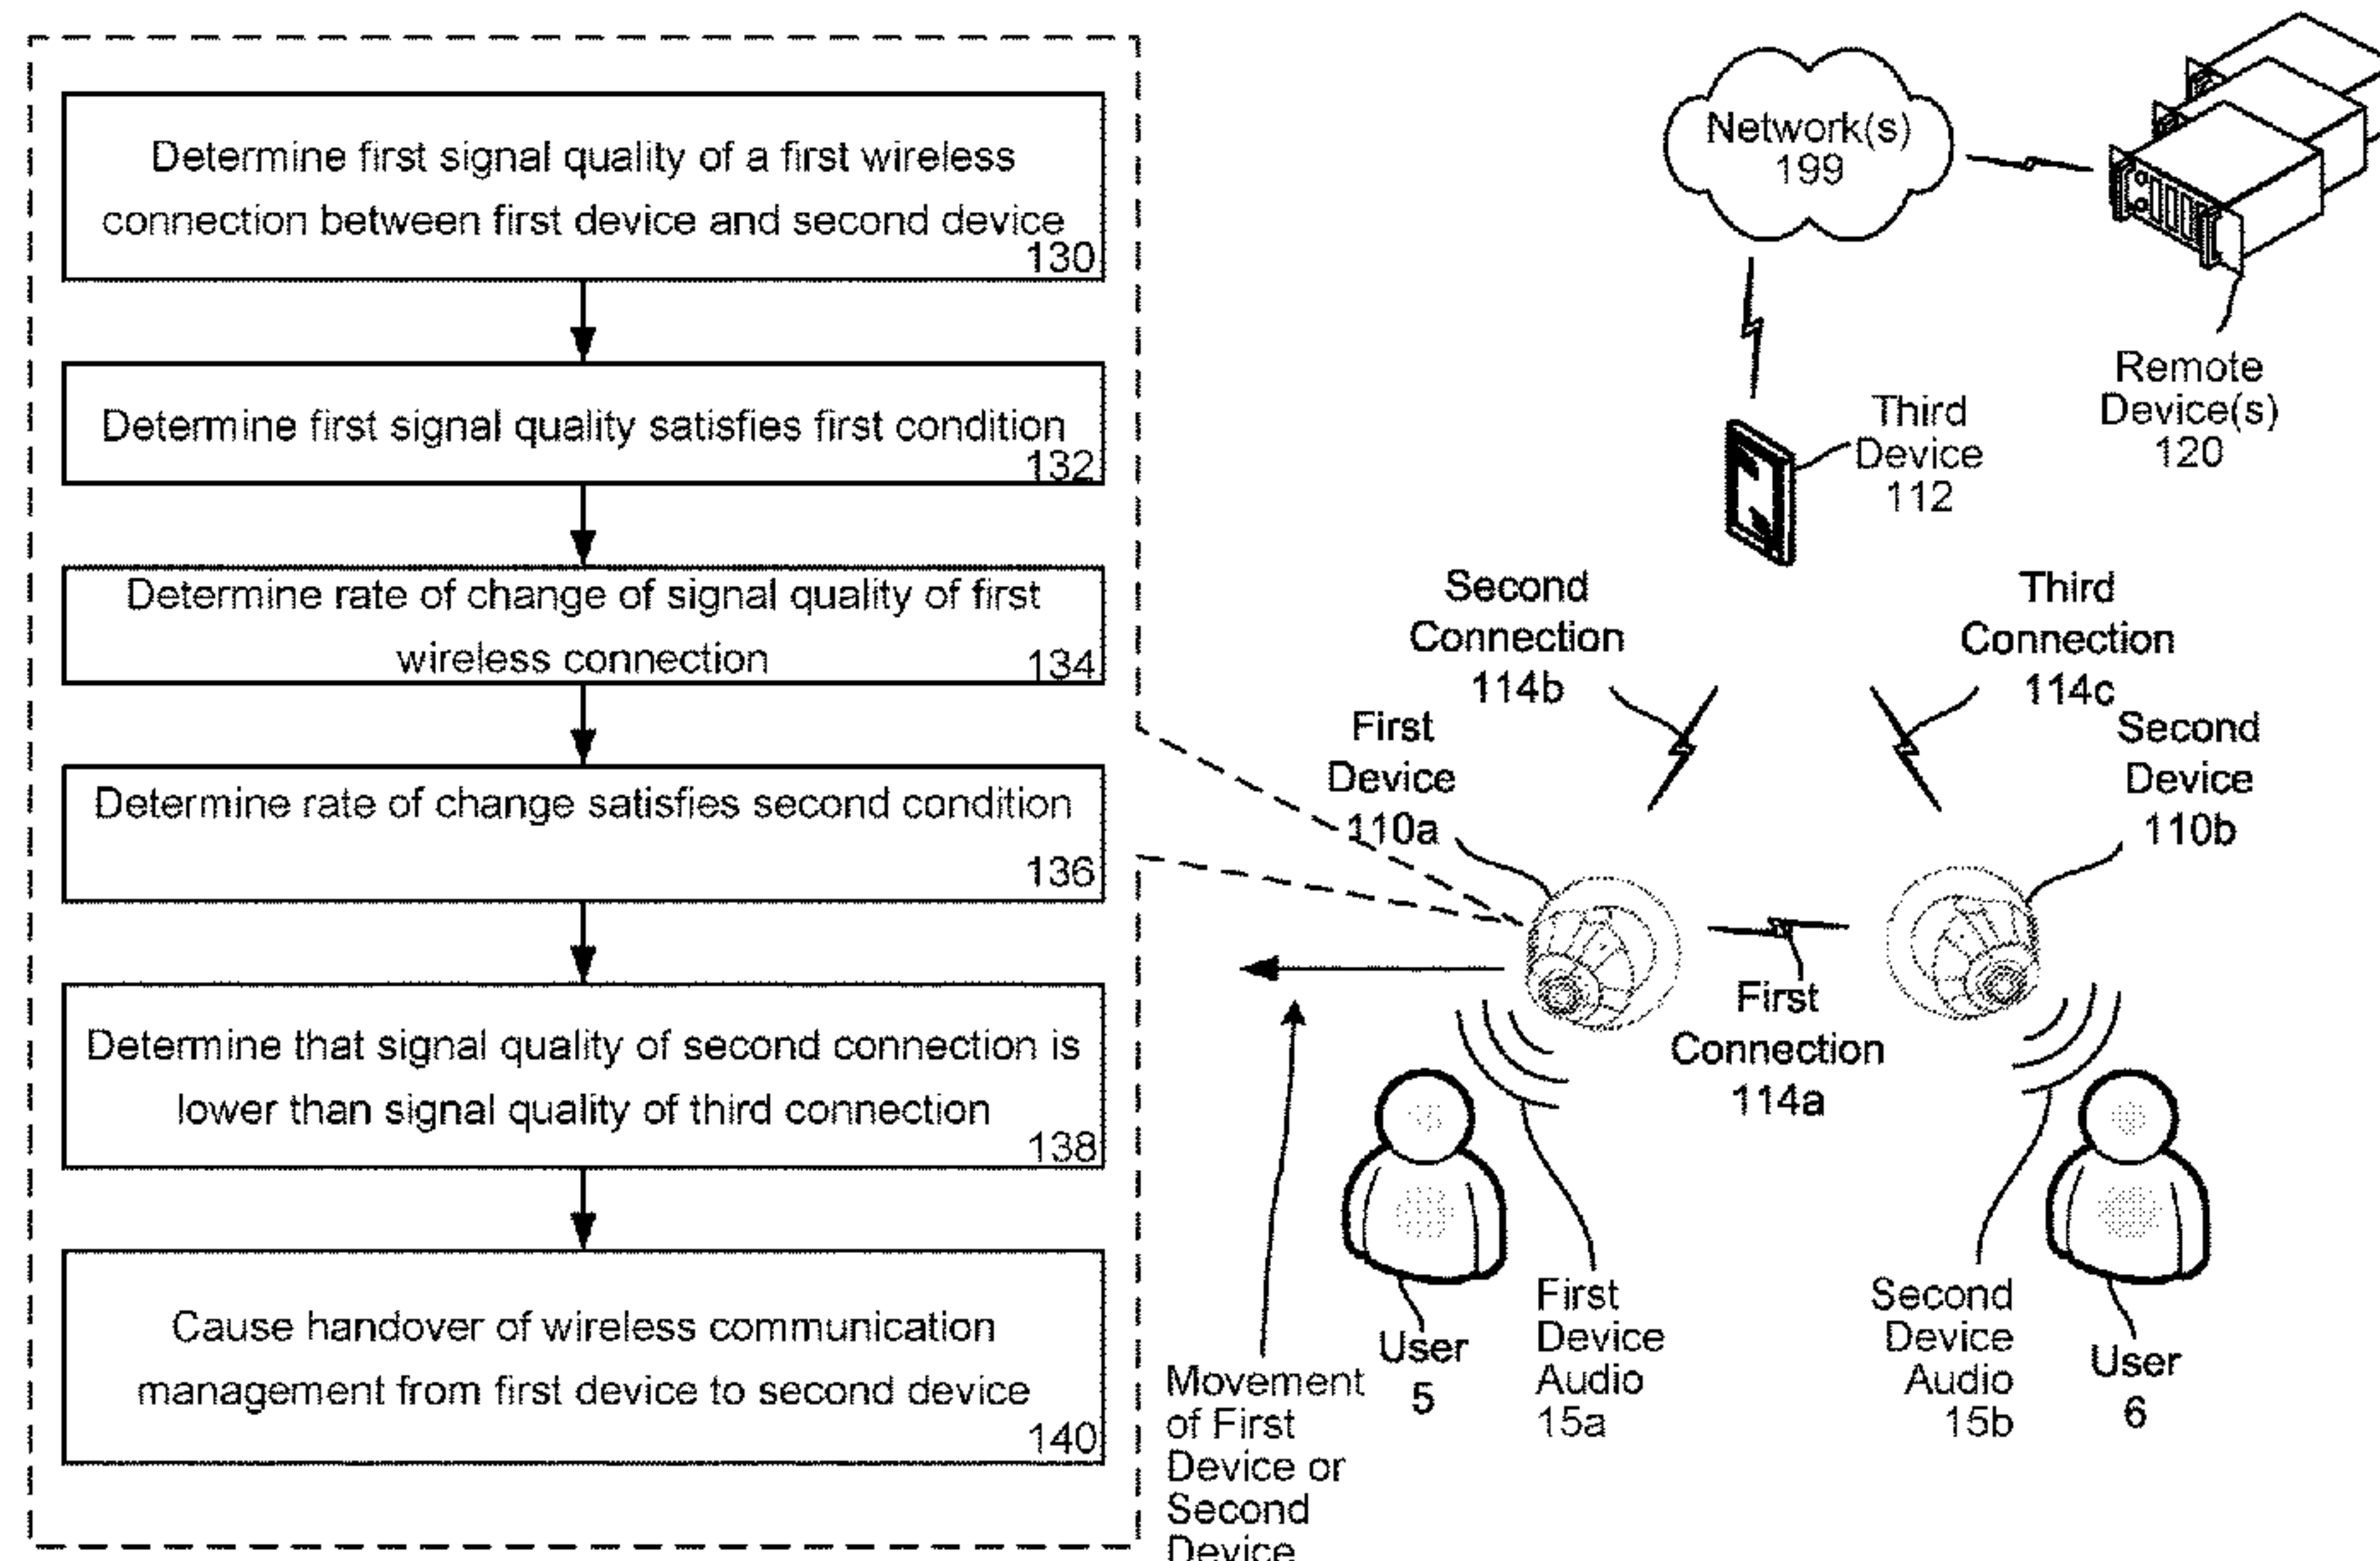 Determine first signal quality of a first wireless
connection between first device and second device
130
Determine first signal quality satisfies first condition
132
Determine rate of change of signal quality of first
wireless connection
134
Determine rate of change satisfies second condition
136
Determine that signal quality of second connection is
lower than signal quality of third connection
138
Cause handover of wireless communication
management from first device to second device
140
Network(s)
199
Remote
Device(s)
120
Third
Device
112
Second
Connection
114b
Third
Connection
114c
First
Device
110a
Second
Device
110b
First
Connection
114a
Movement
of First
Device or
Second
Device
User
5
First
Device
Audio
15a
Second
Device
Audio
15b
User
6